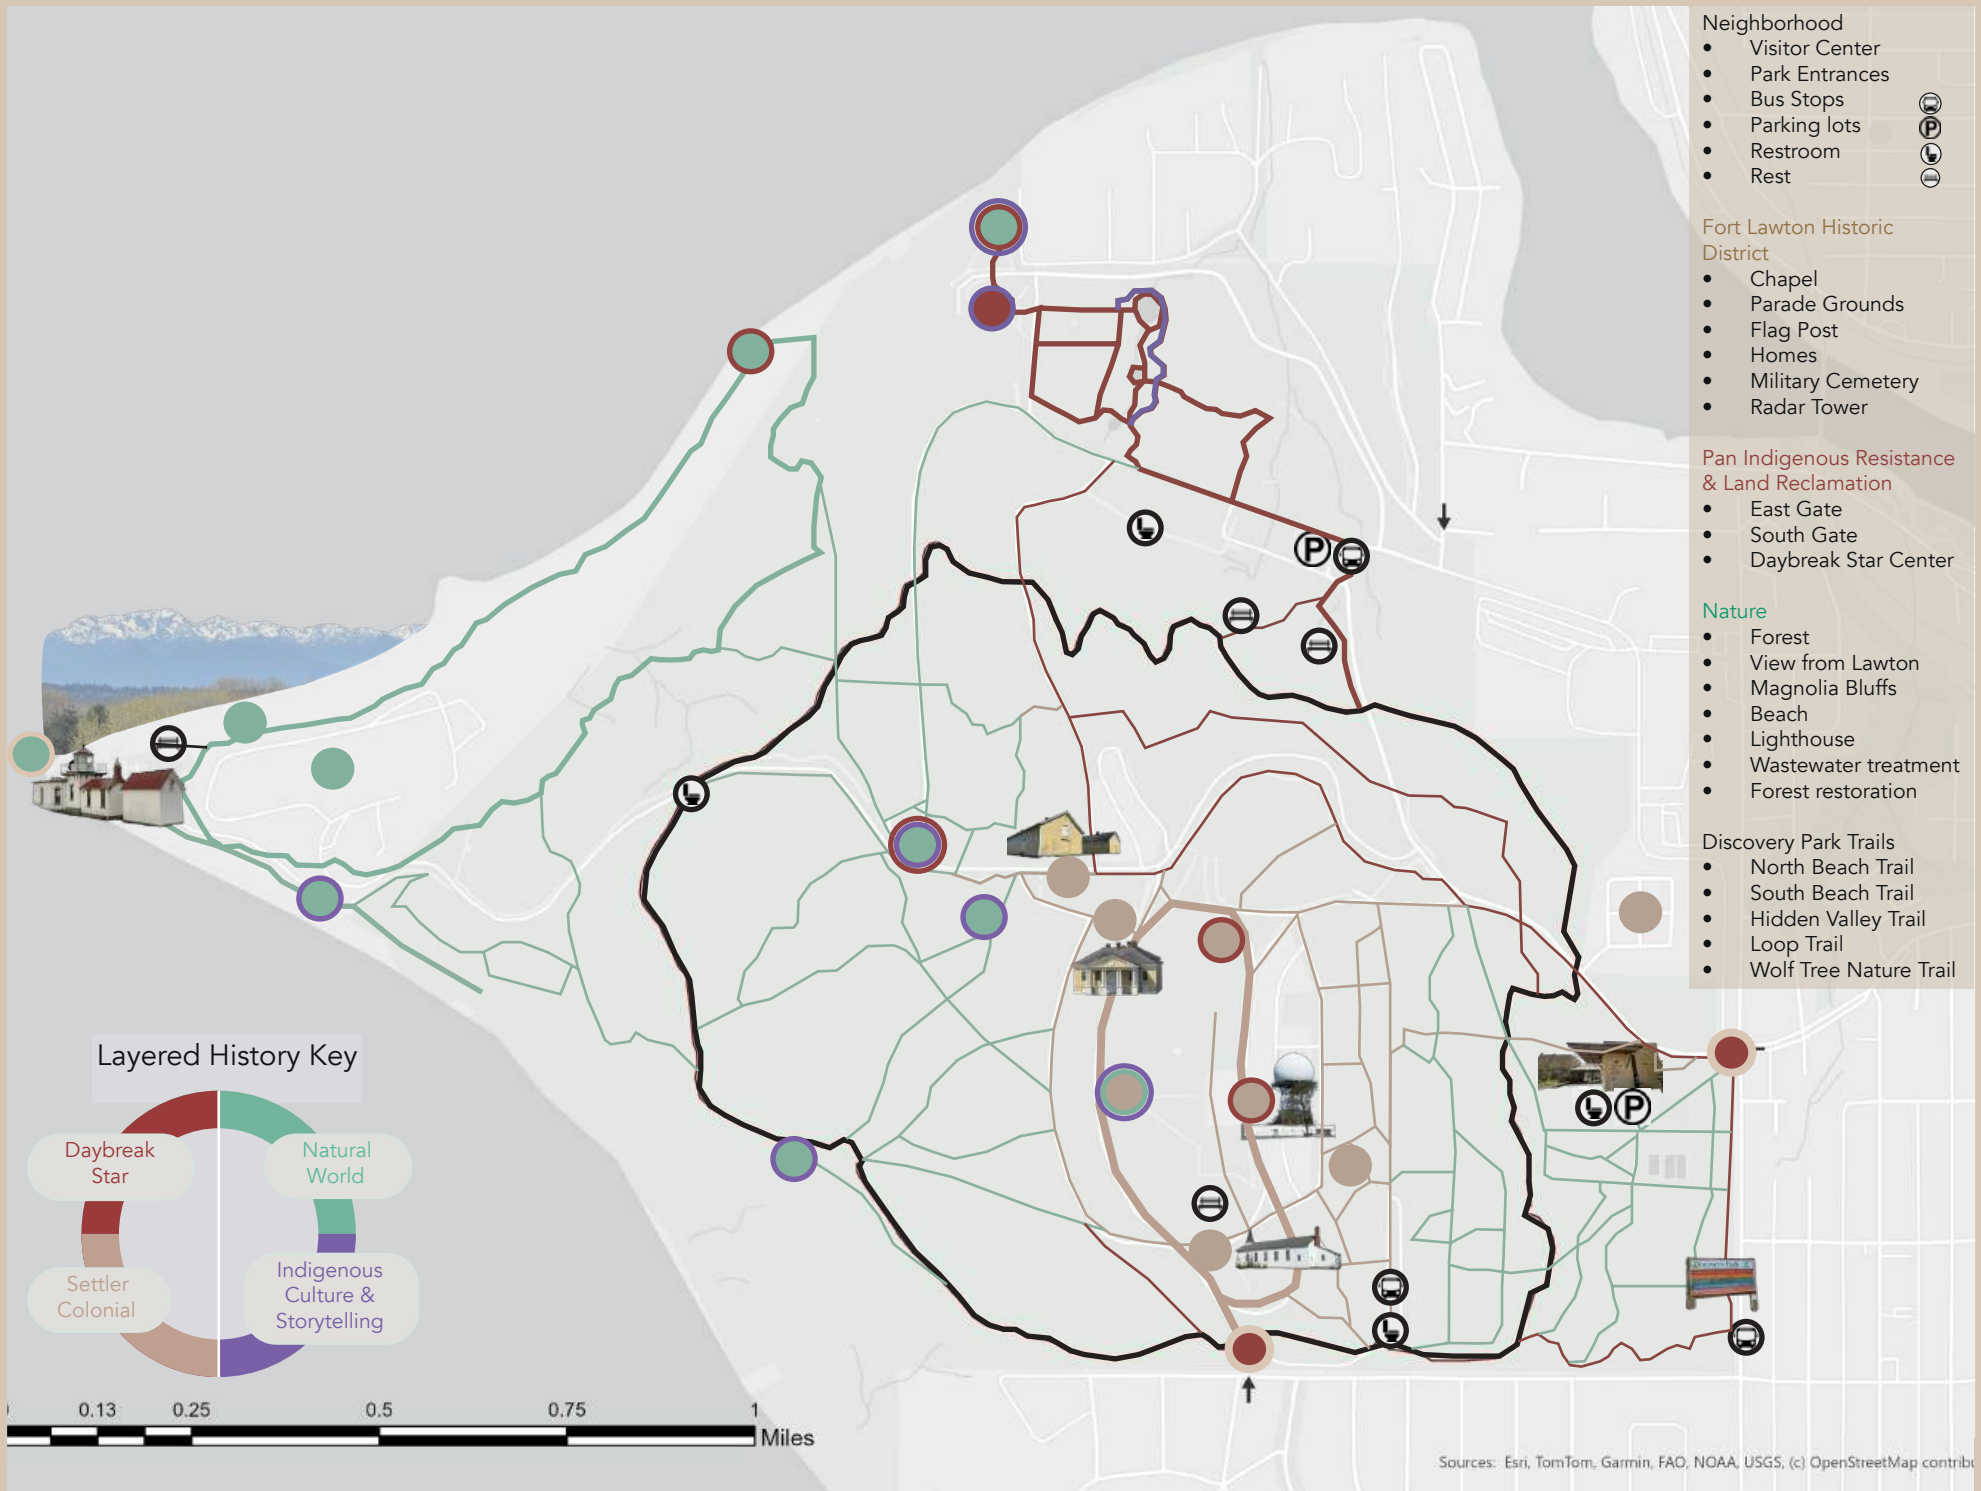 Neighborhood
• Visitor Center
• Park Entrances
• Bus Stops
• Parking lots
P
• Restroom
• Rest
Fort Lawton Historic
District
• Chapel
• Parade Grounds
• Flag Post
• Homes
• Military Cemetery
• Radar Tower
Pan Indigenous Resistance
& Land Reclamation
• East Gate
• South Gate
• Daybreak Star Center
Nature
• Forest
• View from Lawton
• Magnolia Bluffs
• Beach
• Lighthouse
• Wastewater treatment
• Forest restoration
Discovery Park Trails
• North Beach Trail
• South Beach Trail
• Hidden Valley Trail
• Loop Trail
• Wolf Tree Nature Trail
P
P
Layered History Key
Daybreak
Star
Natural
World
Settler
Colonial
Indigenous
Culture &
Storytelling
0.13 0.25 0.5 0.75 1
Miles
Sources: Esri, TomTom, Garmin, FAO, NOAA, USGS, (c) OpenStreetMap